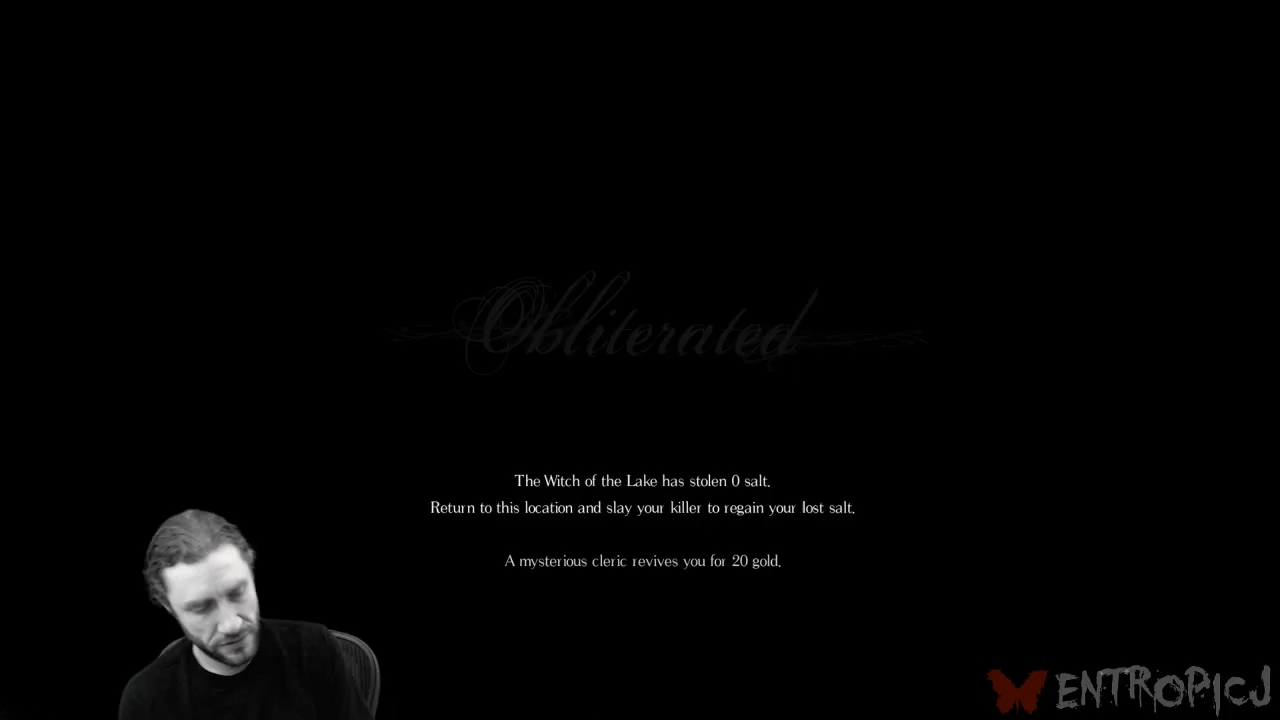 Obliterated
The Witch of the Lake has stolen 0 salt.
Return to this location and slay your killer to regain your lost salt.
A mysterious cleric revives you for 20 gold.
ENTROPICJ